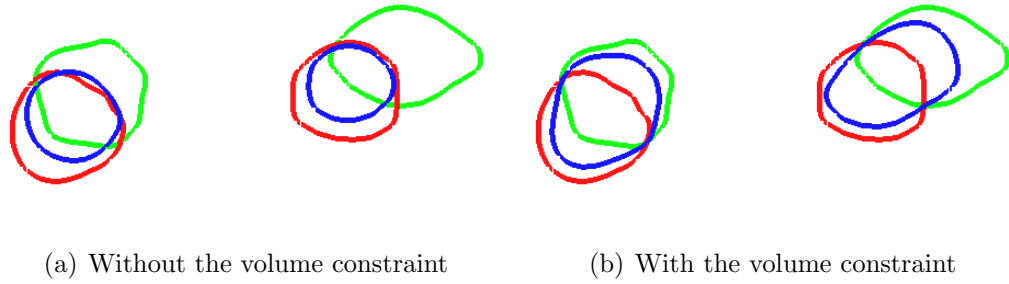 (a) Without the volume constraint
(b) With the volume constraint